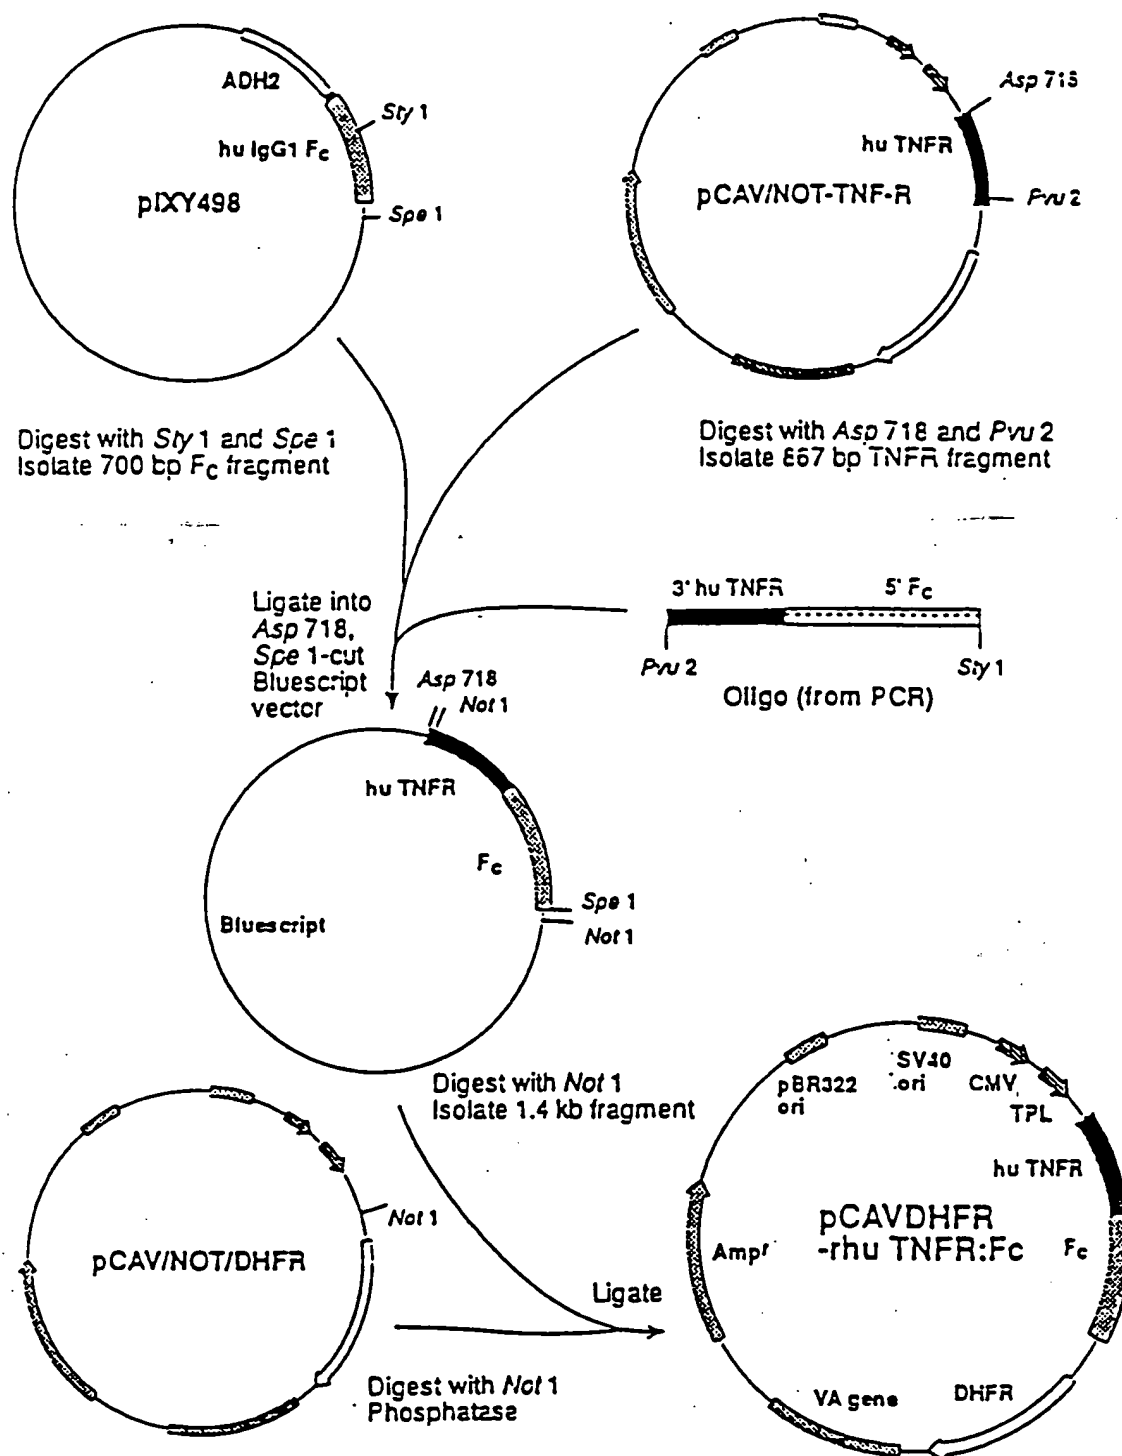 ADH2
Sty 1
hu IgG1 Fc
pIXY498
Spe 1
Asp 718
hu TNFR
pCAV/NOT-TNF-R
Pvu 2
Digest with Sty 1 and Spe 1
Isolate 700 bp Fc fragment
Digest with Asp 718 and Pvu 2
Isolate 867 bp TNFR fragment
Ligate into
Asp 718,
Spe 1-cut
Bluescript
vector
3' hu TNFR
5' Fc
Pvu 2
Sty 1
Oligo (from PCR)
Asp 718
Not 1
hu TNFR
Fc
Spe 1
Not 1
Bluescript
Digest with Not 1
Isolate 1.4 kb fragment
pBR322
ori
SV40
ori
CMV
TPL
hu TNFR
pCAVDHFR
-rhu TNFR:Fc
Fc
Ampr
VA gene
DHFR
Not 1
pCAV/NOT/DHFR
Ligate
Digest with Not 1
Phosphatase